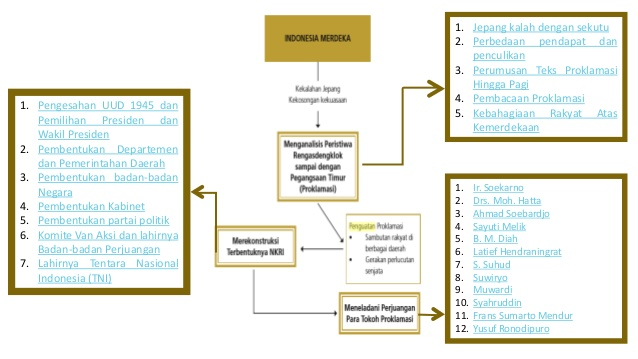 INDONESIA MERDEKA
Kekalahan Jepang
Kekosongan kekuasaan
Menganalisis Peristiwa
Rengasdengklok
sampai dengan
Pegangsaan Timur
(Proklamasi)
Penguatan Proklamasi
• Sambutan rakyat di
berbagai daerah
• Gerakan perlucutan
senjata
Merekonstruksi
Terbentuknya NKRI
Meneladani Perjuangan
Para Tokoh Proklamasi
1. Jepang kalah dengan sekutu
2. Perbedaan pendapat dan
penculikan
3. Perumusan Teks Proklamasi
Hingga Pagi
4. Pembacaan Proklamasi
5. Kebahagiaan Rakyat Atas
Kemerdekaan
1. Pengesahan UUD 1945 dan
Pemilihan Presiden dan
Wakil Presiden
2. Pembentukan Departemen
dan Pemerintahan Daerah
3. Pembentukan badan-badan
Negara
4. Pembentukan Kabinet
5. Pembentukan partai politik
6. Komite Van Aksi dan lahirnya
Badan-badan Perjuangan
7. Lahirnya Tentara Nasional
Indonesia (TNI)
1. Ir. Soekarno
2. Drs. Moh. Hatta
3. Ahmad Soebardjo
4. Sayuti Melik
5. B. M. Diah
6. Latief Hendraningrat
7. S. Suhud
8. Suwiryo
9. Muwardi
10. Syahruddin
11. Frans Sumarto Mendur
12. Yusuf Ronodipuro